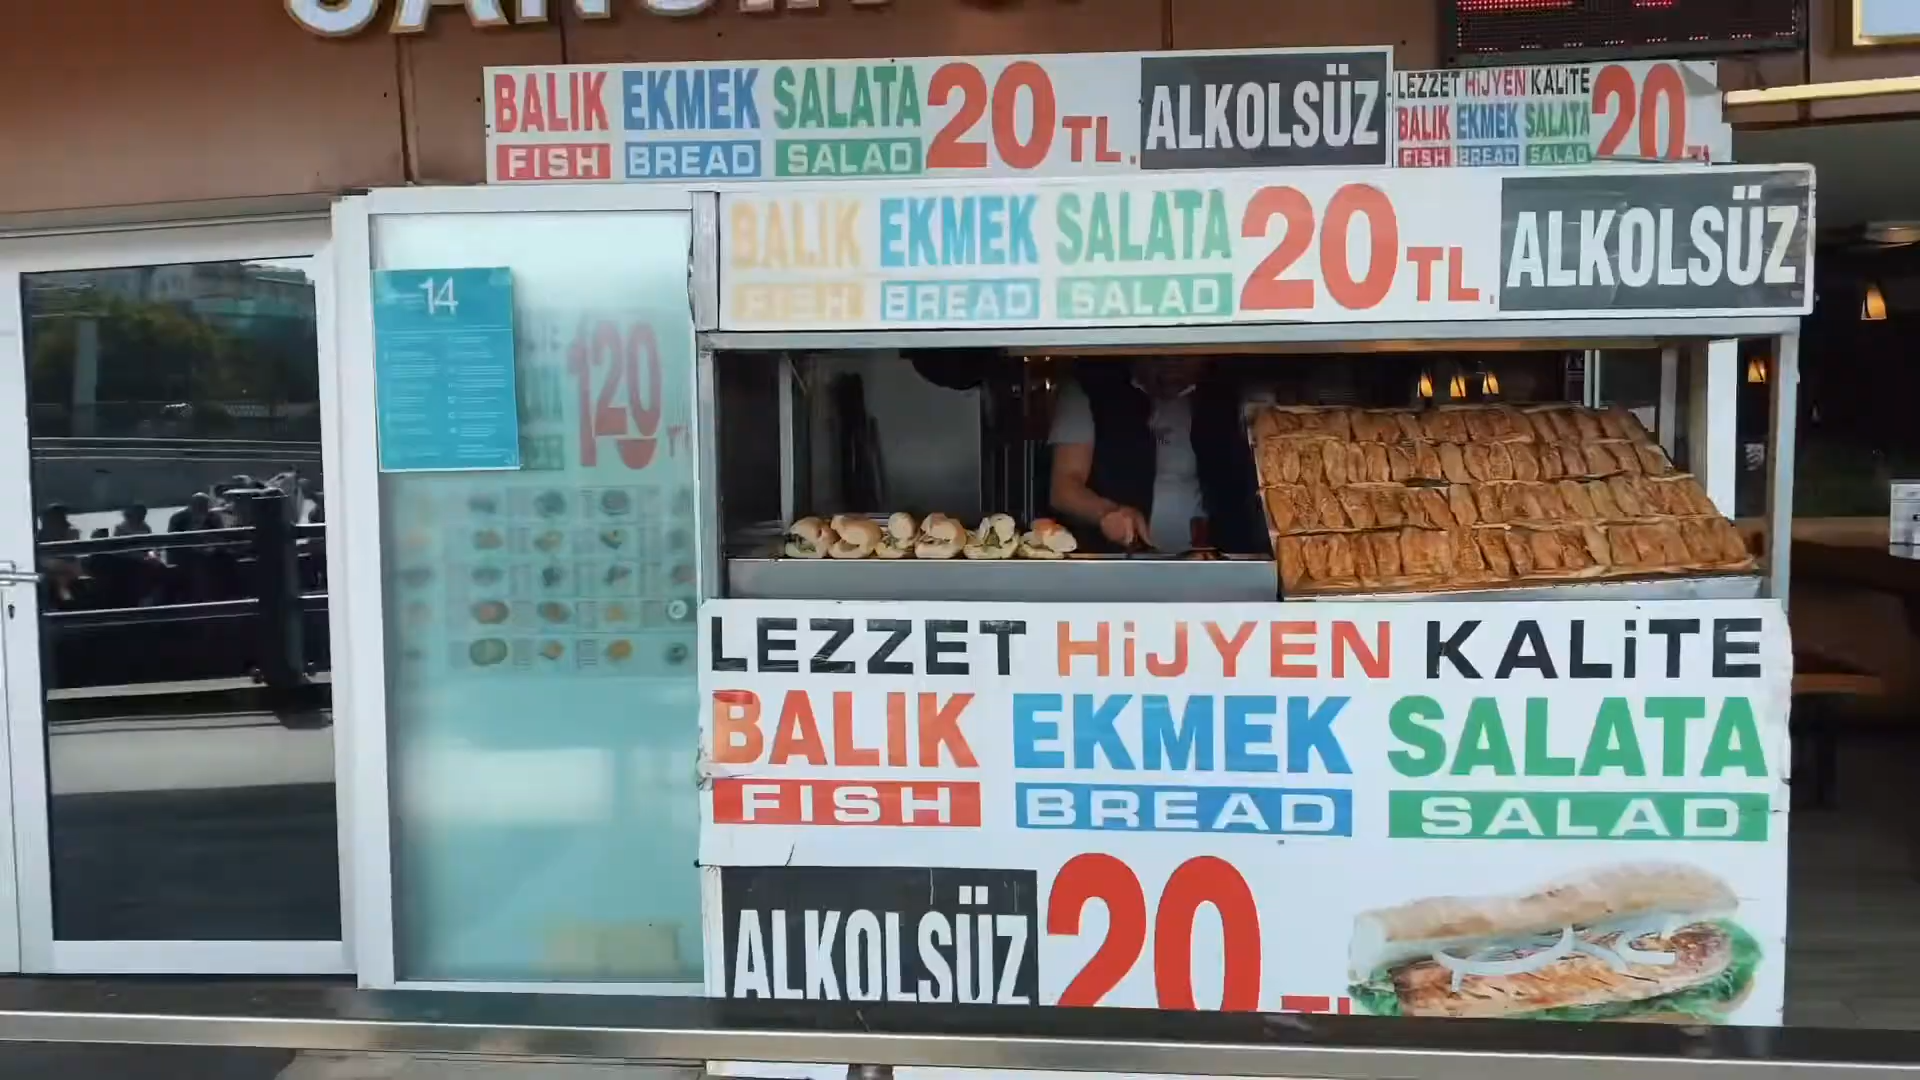 BALIK EKMEK SALATA 20 TL. ALKOLSÜZ
FISH BREAD SALAD
LEZZET HiJYEN KALiTE
BALIK EKMEK SALATA 20
FISH BREAD SALAD
BALIK EKMEK SALATA 20 TL. ALKOLSÜZ
FISH BREAD SALAD
14
120
LEZZET HiJYEN KALiTE
BALIK EKMEK SALATA
FISH BREAD SALAD
ALKOLSÜZ 20 TL